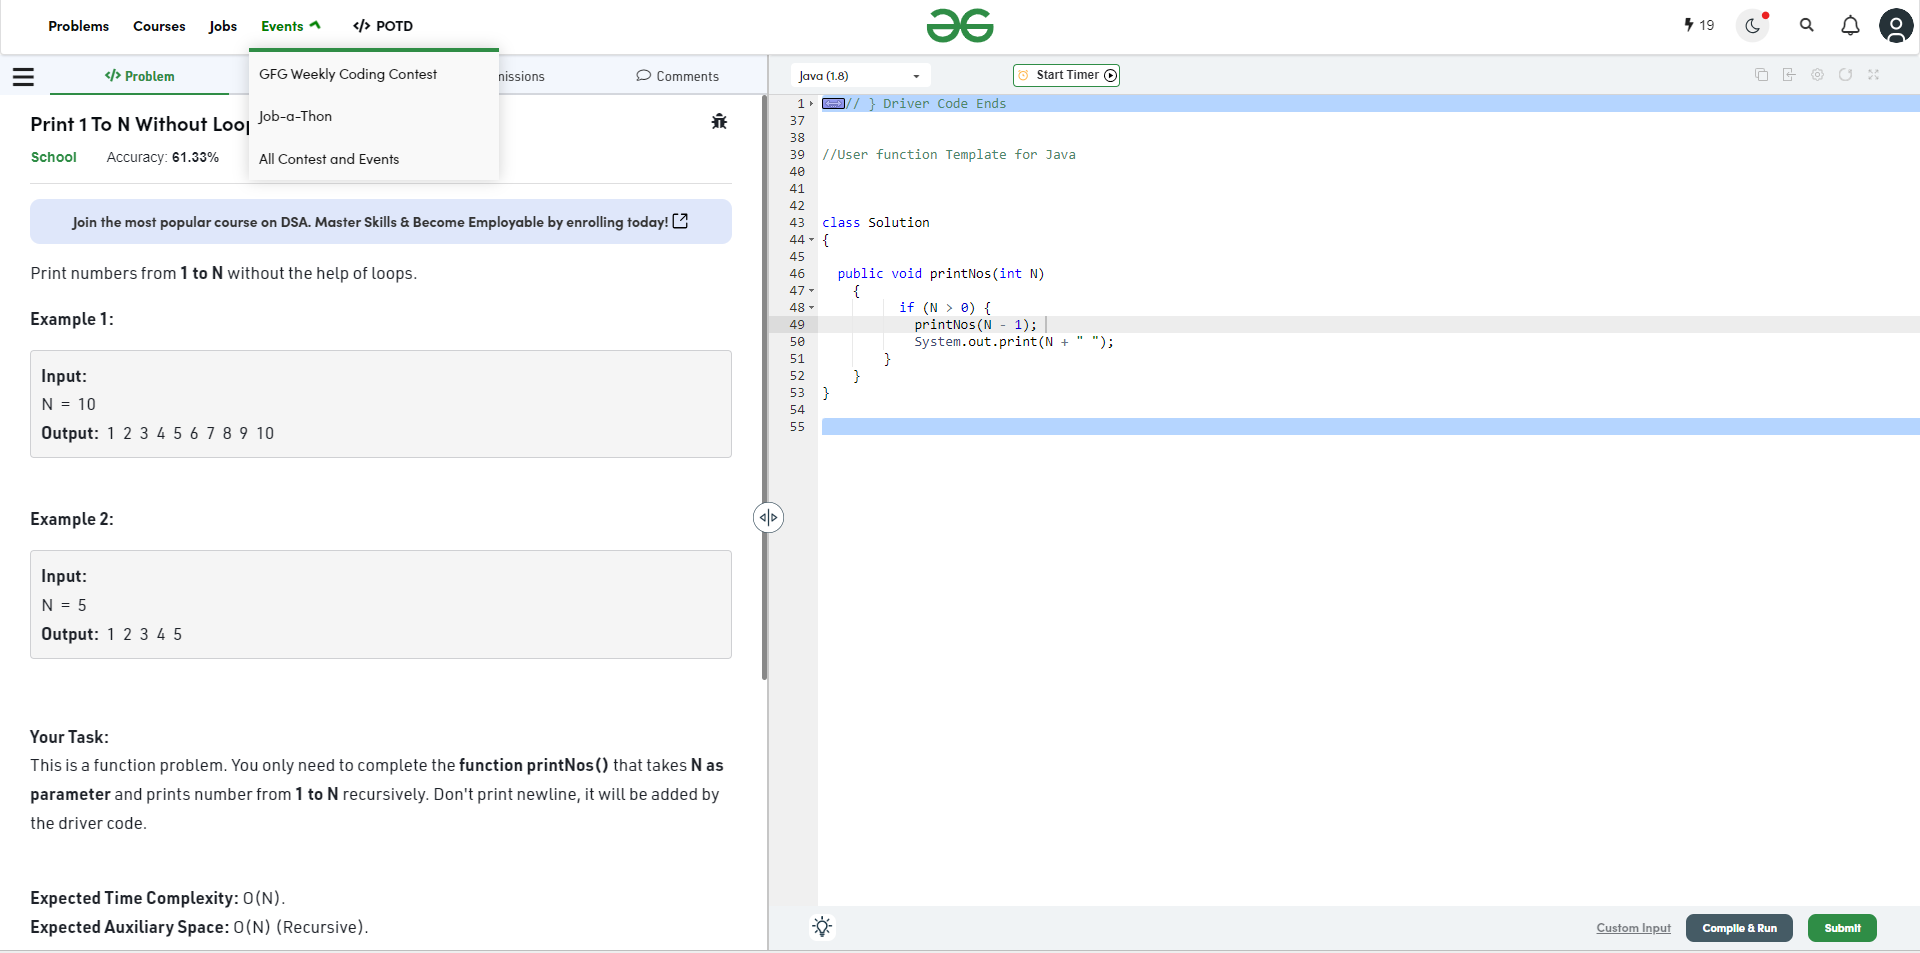 Problems Courses Jobs Events </> POTD 19
GFG Weekly Coding Contest
Job-a-Thon
All Contest and Events
</> Problem Comments
Print 1 To N Without
School Accuracy: 61.33%
Join the most popular course on DSA. Master Skills & Become Employable by enrolling today!
Print numbers from 1 to N without the help of loops.
Example 1:
Input:
N = 10
Output: 1 2 3 4 5 6 7 8 9 10
Example 2:
Input:
N = 5
Output: 1 2 3 4 5
Your Task:
This is a function problem. You only need to complete the function printNos() that takes N as
parameter and prints number from 1 to N recursively. Don't print newline, it will be added by
the driver code.
Expected Time Complexity: O(N).
Expected Auxiliary Space: O(N) (Recursive).
Java (1.8) Start Timer
1 // } Driver Code Ends
37
38
39 //User function Template for Java
40
41
42
43 class Solution
44 {
45
46 public void printNos(int N)
47 {
48 if (N > 0) {
49 printNos(N - 1);
50 System.out.print(N + " ");
51 }
52 }
53 }
54
55
Custom Input Compile & Run Submit